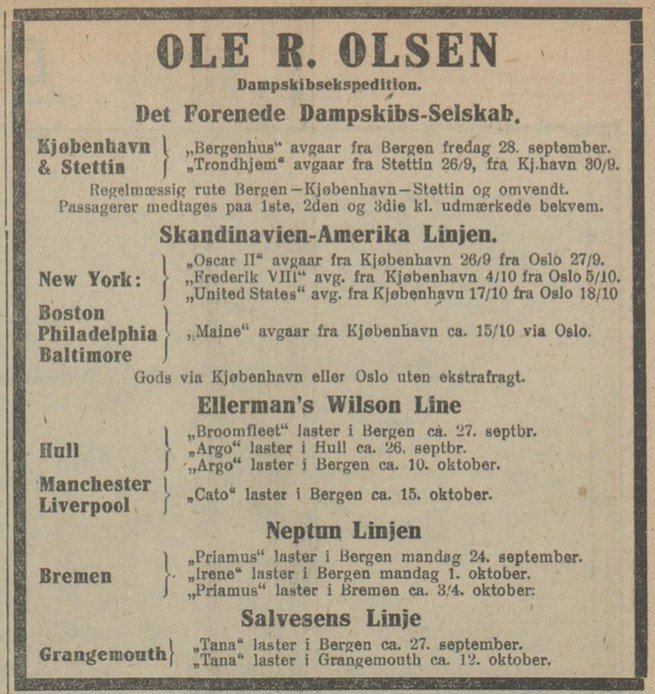 OLE R. OLSEN
Dampskibsekspedition.
Det Forenede Dampskibs-Selskab.
Kjøbenhavn
& Stettin
„Bergenhus“ avgaar fra Bergen fredag 28. september.
„Trondhjem“ avgaar fra Stettin 26/9, fra Kj.havn 30/9.
Regelmæssig rute Bergen—Kjøbenhavn—Stettin og omvendt.
Passagerer medtages paa 1ste, 2den og 3die kl. udmærkede bekvem.
Skandinavien-Amerika Linjen.
New York:
„Oscar II“ avgaar fra Kjøbenhavn 26/9 fra Oslo 27/9.
„Frederik VIII“ avg. fra Kjøbenhavn 4/10 fra Oslo 5/10.
„United States“ avg. fra Kjøbenhavn 17/10 fra Oslo 18/10
Boston
Philadelphia
Baltimore
„Maine“ avgaar fra Kjøbenhavn ca. 15/10 via Oslo.
Gods via Kjøbenhavn eller Oslo uten ekstrafragt.
Ellerman's Wilson Line
Hull
„Broomfleet“ laster i Bergen ca. 27. septbr.
„Argo“ laster i Hull ca. 26. septbr.
„Argo“ laster i Bergen ca. 10. oktober.
Manchester
Liverpool
„Cato“ laster i Bergen ca. 15. oktober.
Neptun Linjen
Bremen
„Priamus“ laster i Bergen mandag 24. september.
„Irene“ laster i Bergen mandag 1. oktober.
„Priamus“ laster i Bremen ca. 3/4. oktober:
Salvesens Linje
Grangemouth
„Tana“ laster i Bergen ca. 27. september.
„Tana“ laster i Grangemouth ca. 12. oktober.